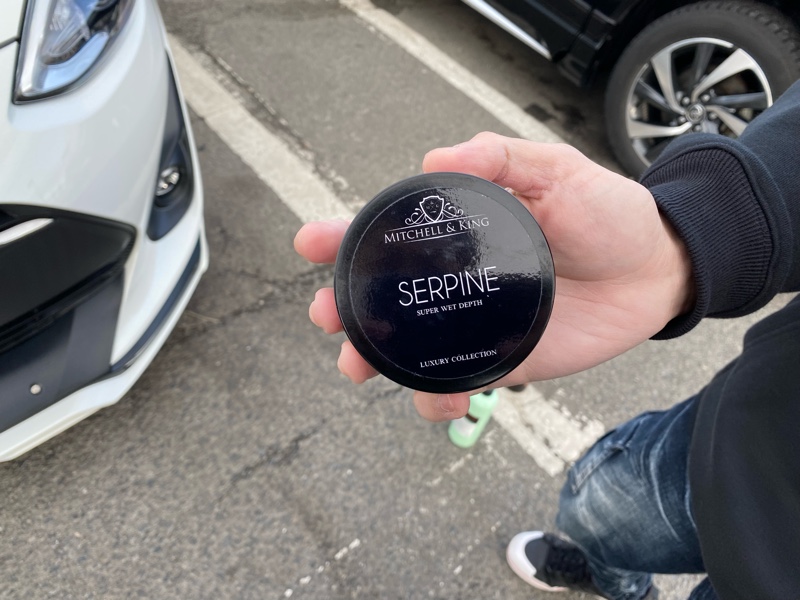 MITCHELL & KING
SERPINE
SUPER WET DEPTH
LUXURY COLLECTION